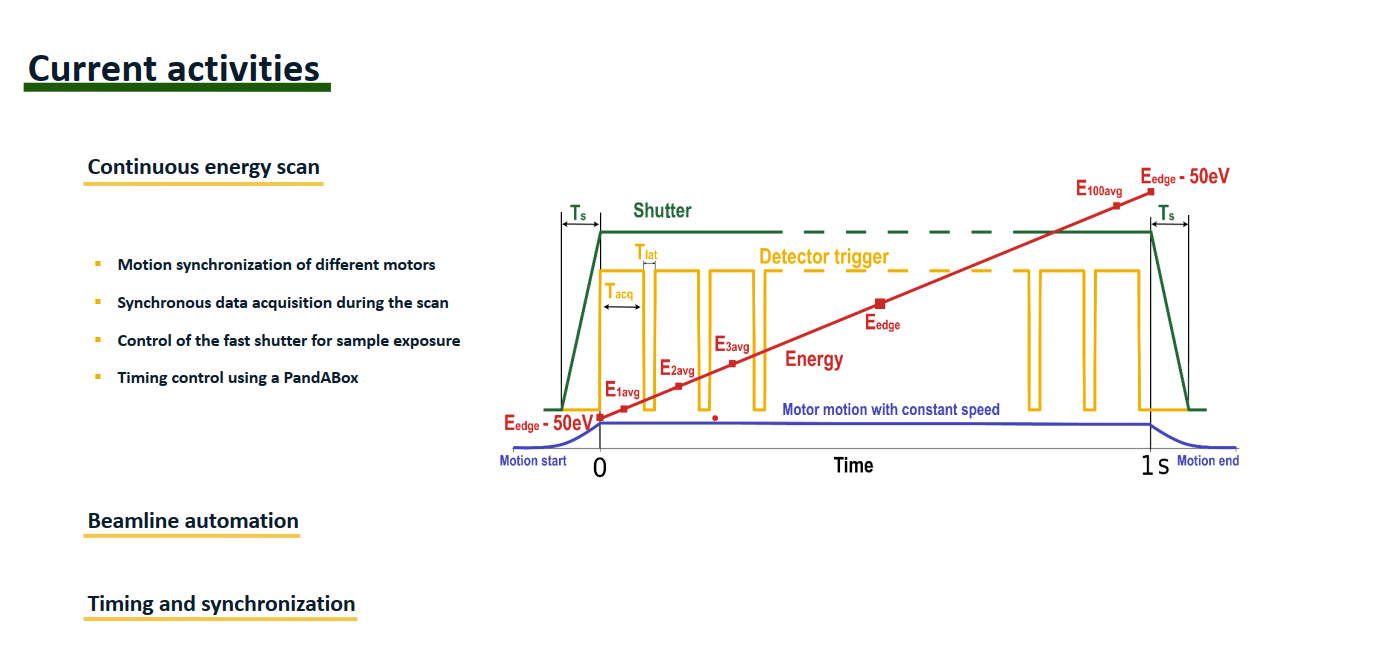 Current activities
Continuous energy scan
Motion synchronization of different motors
Synchronous data acquisition during the scan
Control of the fast shutter for sample exposure
Timing control using a PandABox
Beamline automation
Timing and synchronization
E100avg
Eedge - 50eV
Ts
Shutter
Ts
Tlat
Detector trigger
Tacq
Eedge
E3avg
Energy
E2avg
E1avg
Motor motion with constant speed
Eedge - 50eV
Motion start
0
Time
1s
Motion end